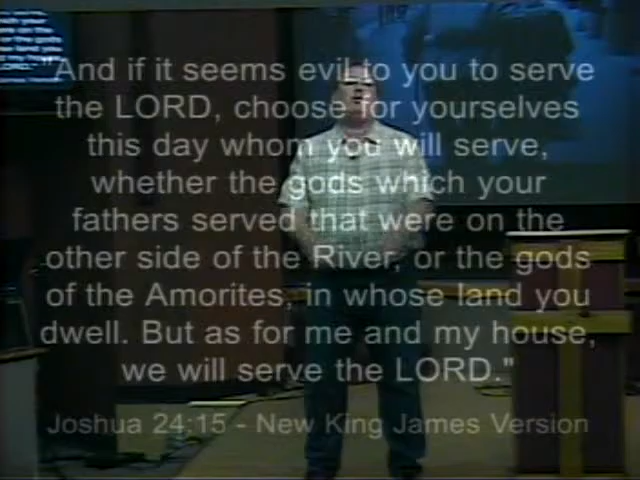 "And if it seems evil to you to serve
the LORD, choose for yourselves
this day whom you will serve,
whether the gods which your
fathers served that were on the
other side of the River, or the gods
of the Amorites, in whose land you
dwell. But as for me and my house,
we will serve the LORD."
Joshua 24:15 - New King James Version